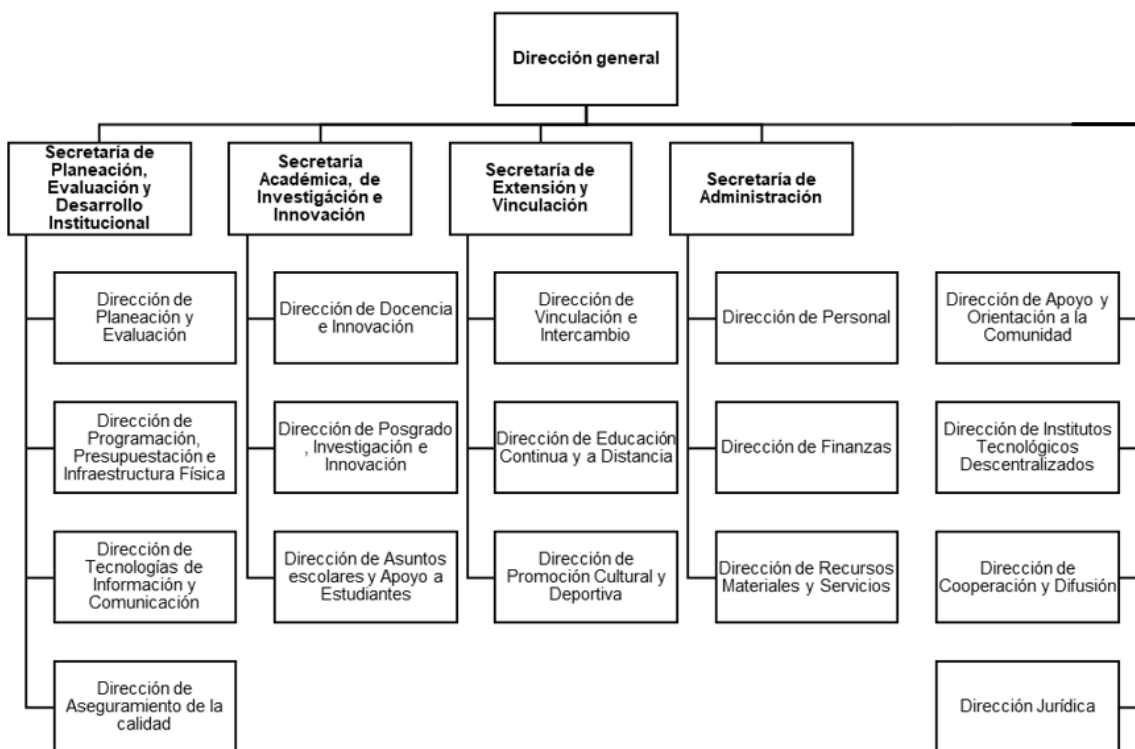 Dirección general
Secretaría de
Planeación,
Evaluación y
Desarrollo
Institucional
Secretaría
Académica, de
Investigáción e
Innovación
Secretaría de
Extensión y
Vinculación
Secretaría de
Administración
Dirección de
Planeación y
Evaluación
Dirección de Docencia
e Innovación
Dirección de
Vinculación e
Intercambio
Dirección de Personal
Dirección de Apoyo y
Orientación a la
Comunidad
Dirección de
Programación,
Presupuestación e
Infraestructura Física
Dirección de Posgrado
, Investigación e
Innovación
Dirección de Educación
Continua y a Distancia
Dirección de Finanzas
Dirección de Institutos
Tecnológicos
Descentralizados
Dirección de
Tecnologías de
Información y
Comunicación
Dirección de Asuntos
escolares y Apoyo a
Estudiantes
Dirección de
Promoción Cultural y
Deportiva
Dirección de Recursos
Materiales y Servicios
Dirección de
Cooperación y Difusión
Dirección de
Aseguramiento de la
calidad
Dirección Jurídica